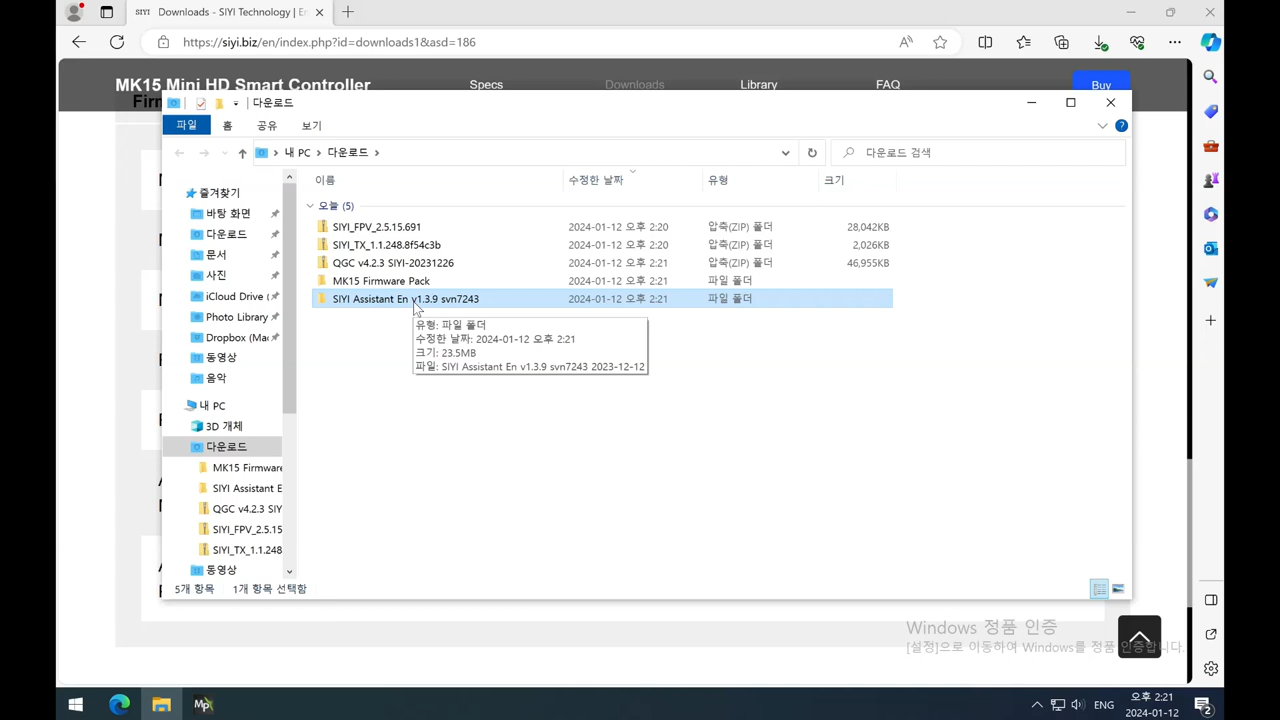 SIYI Downloads - SIYI Technology | En
https://siyi.biz/en/index.php?id=downloads1&asd=186
MK15 Mini HD Smart Controller Specs Downloads Library FAQ Buy
다운로드
파일 홈 공유 보기
내 PC 다운로드 다운로드 검색
이름 수정한 날짜 유형 크기
오늘 (5)
SIYI_FPV_2.5.15.691 2024-01-12 오후 2:20 압축(ZIP) 폴더 28,042KB
SIYI_TX_1.1.248.8f54c3b 2024-01-12 오후 2:20 압축(ZIP) 폴더 2,026KB
QGC v4.2.3 SIYI-20231226 2024-01-12 오후 2:21 압축(ZIP) 폴더 46,955KB
MK15 Firmware Pack 2024-01-12 오후 2:21 파일 폴더
SIYI Assistant En v1.3.9 svn7243 2024-01-12 오후 2:21 파일 폴더
유형: 파일 폴더
수정한 날짜: 2024-01-12 오후 2:21
크기: 23.5MB
파일: SIYI Assistant En v1.3.9 svn7243 2023-12-12
즐겨찾기
바탕 화면
다운로드
문서
사진
iCloud Drive (
Photo Library
Dropbox (Mac
동영상
음악
내 PC
3D 개체
다운로드
MK15 Firmware
SIYI Assistant E
QGC v4.2.3 SIY
SIYI_FPV_2.5.15
SIYI_TX_1.1.248
동영상
5개 항목 1개 항목 선택함
Windows 정품 인증
[설정]으로 이동하여 Windows를 정품 인증합니다.
Mp ENG 오후 2:21
2024-01-12 2